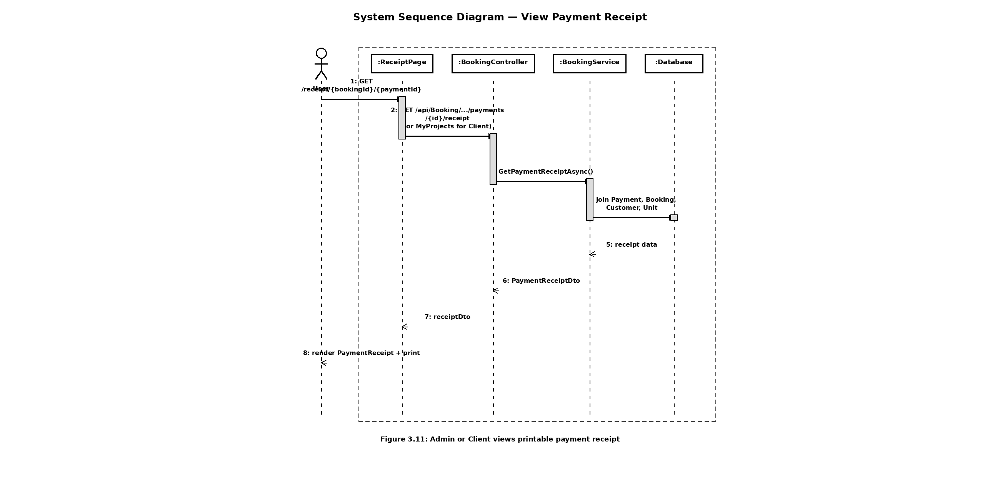 System Sequence Diagram — View Payment Receipt
:ReceiptPage
:BookingController
:BookingService
:Database
User
1: GET
/receipt/{bookingId}/{paymentId}
2: ET /api/Booking/.../payments
/{id}/receipt
or MyProjects for Client)
GetPaymentReceiptAsync()
join Payment, Booking,
Customer, Unit
5: receipt data
6: PaymentReceiptDto
7: receiptDto
8: render PaymentReceipt + print
Figure 3.11: Admin or Client views printable payment receipt